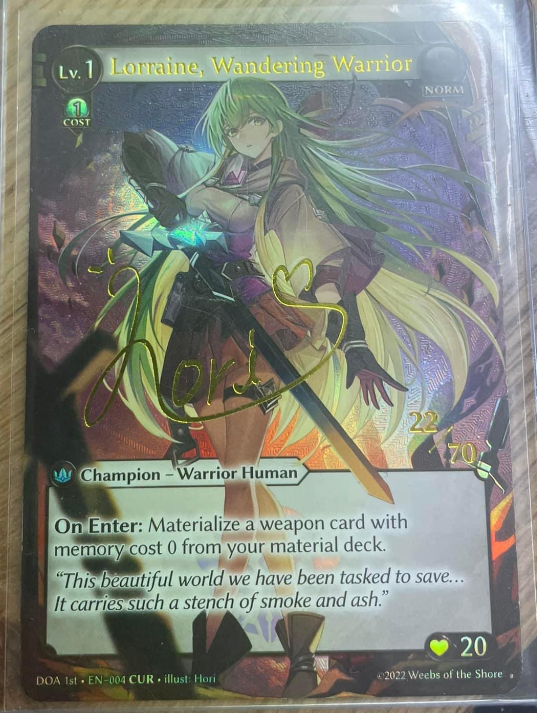 Lv. 1 Lorraine, Wandering Warrior
NORM
1
COST
Hori
22
70
Champion – Warrior Human
On Enter: Materialize a weapon card with
memory cost 0 from your material deck.
“This beautiful world we have been tasked to save…
It carries such a stench of smoke and ash.”
20
DOA 1st • EN-004 CUR • illust: Hori
©2022 Weebs of the Shore